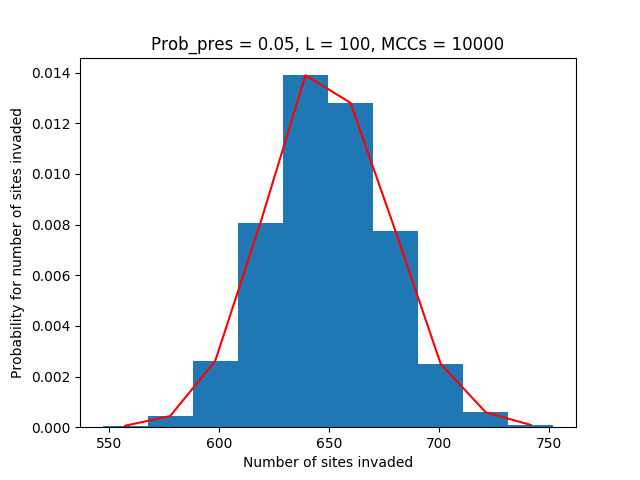 Prob_pres = 0.05, L = 100, MCCs = 10000
Probability for number of sites invaded
0.014
0.012
0.010
0.008
0.006
0.004
0.002
0.000
550 600 650 700 750
Number of sites invaded